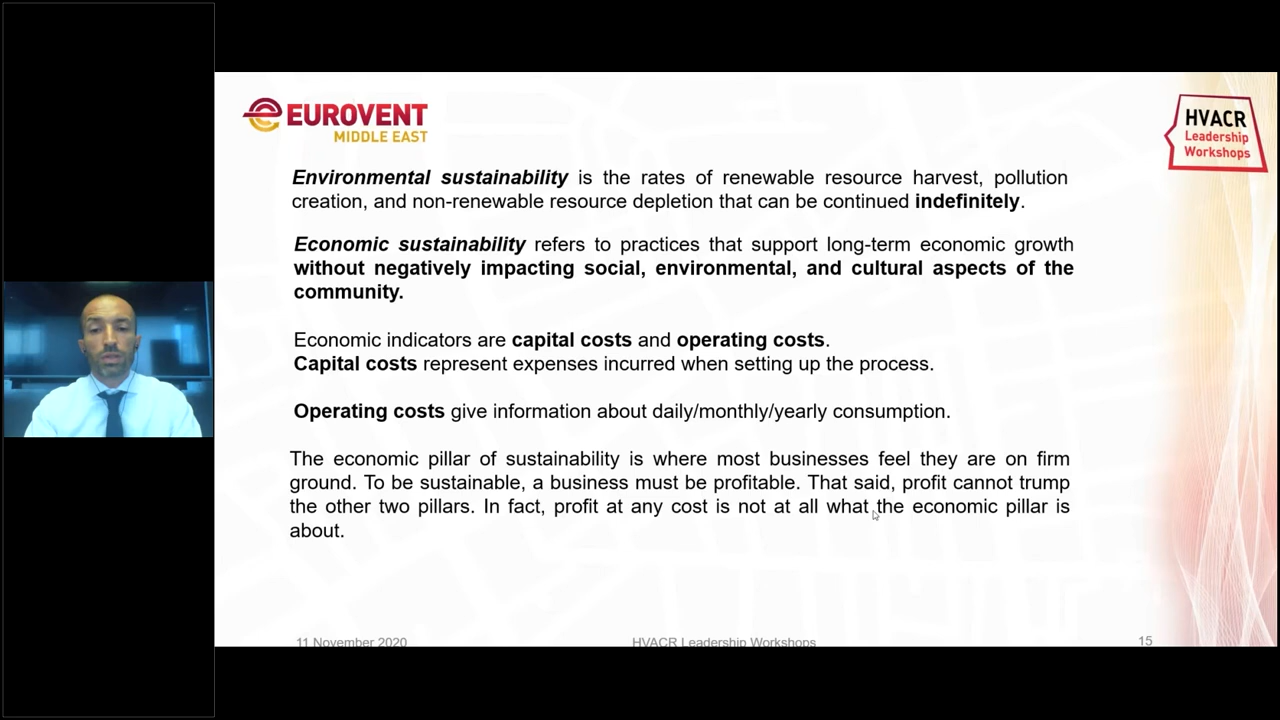 EUROVENT
MIDDLE EAST
HVACR
Leadership
Workshops
Environmental sustainability is the rates of renewable resource harvest, pollution
creation, and non-renewable resource depletion that can be continued indefinitely.
Economic sustainability refers to practices that support long-term economic growth
without negatively impacting social, environmental, and cultural aspects of the
community.
Economic indicators are capital costs and operating costs.
Capital costs represent expenses incurred when setting up the process.
Operating costs give information about daily/monthly/yearly consumption.
The economic pillar of sustainability is where most businesses feel they are on firm
ground. To be sustainable, a business must be profitable. That said, profit cannot trump
the other two pillars. In fact, profit at any cost is not at all what the economic pillar is
about.
11 November 2020
HVACR Leadership Workshops
15